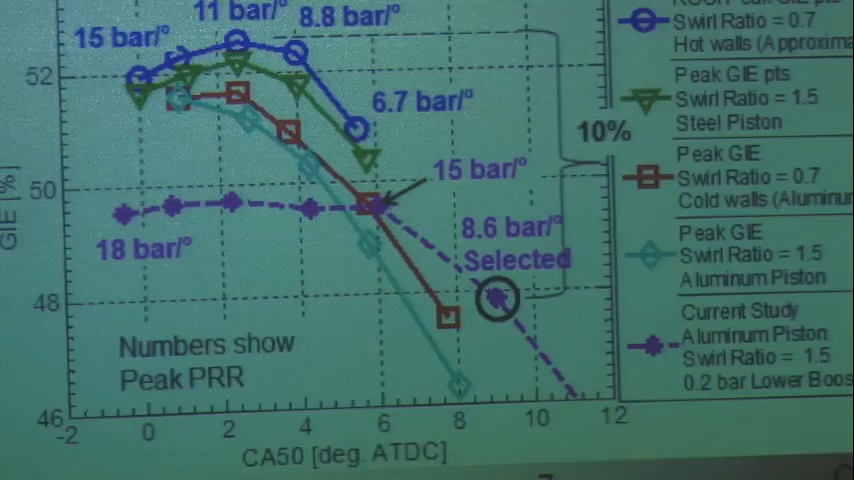 11 bar/°
8.8 bar/°
15 bar/°
6.7 bar/°
10%
15 bar/°
8.6 bar/°
Selected
18 bar/°
Numbers show
Peak PRR
52
50
48
46
GIE [%]
-2 0 2 4 6 8 10 12
CA50 [deg. ATDC]
Peak GIE pts
Swirl Ratio = 0.7
Hot walls (Approxima
Peak GIE pts
Swirl Ratio = 1.5
Steel Piston
Peak GIE
Swirl Ratio = 0.7
Cold walls (Aluminum
Peak GIE
Swirl Ratio = 1.5
Aluminum Piston
Current Study
Aluminum Piston
Swirl Ratio = 1.5
0.2 bar Lower Boos